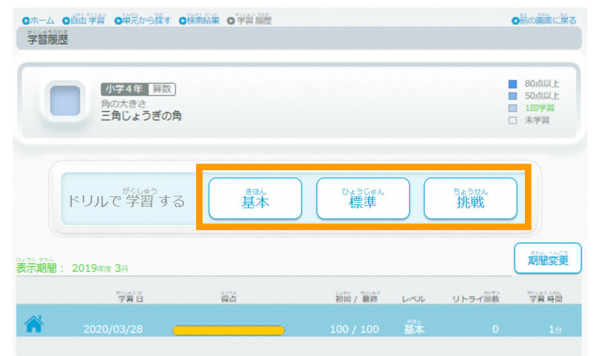 ホーム 自由学習 単元から探す 検索結果 学習履歴 前の画面に戻る
学習履歴
小学4年 算数
角の大きさ
三角じょうぎの角
80点以上
50点以上
1回学習
未学習
ドリルで学習する
基本 標準 挑戦
期間変更
表示期間： 2019年度 3月
学習日 得点 初回 / 最終 レベル リトライ回数 学習時間
2020/03/28 100 / 100 基本 0 1分